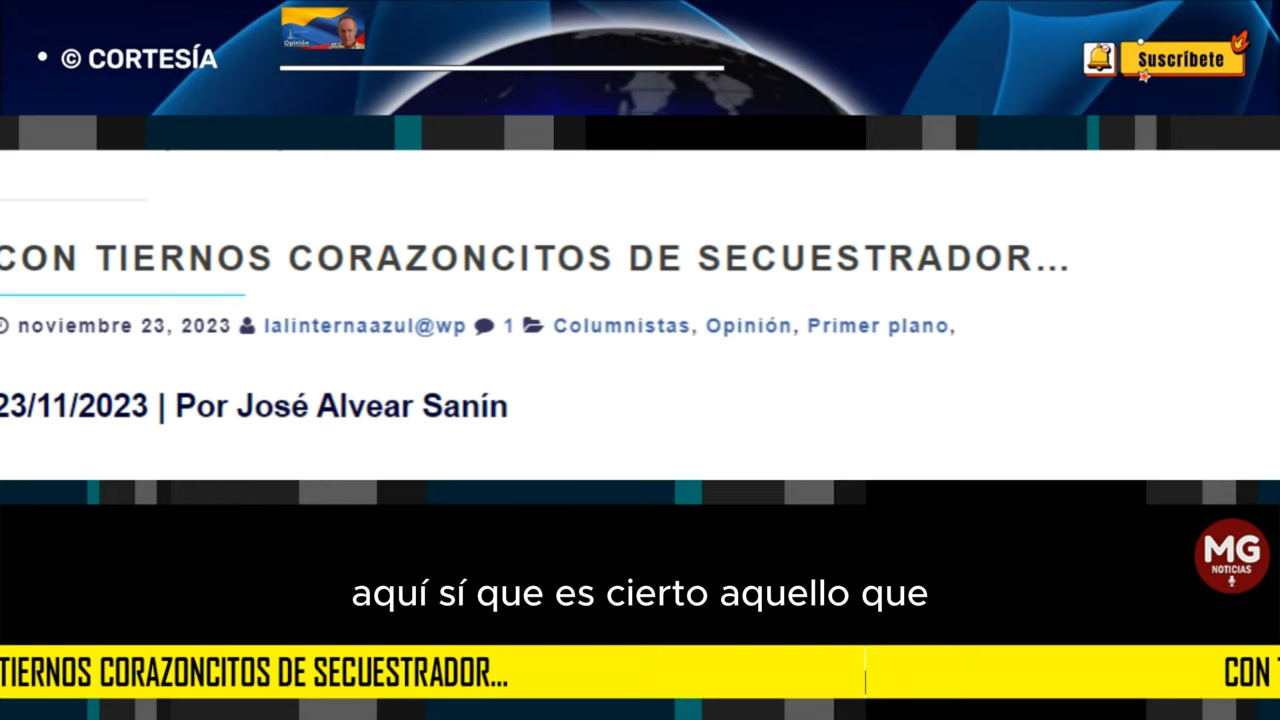 • © CORTESÍA
Opinión
Suscríbete
CON TIERNOS CORAZONCITOS DE SECUESTRADOR...
noviembre 23, 2023 lalinternaazul@wp 1 Columnistas, Opinión, Primer plano,
23/11/2023 | Por José Alvear Sanín
MG
NOTICIAS
aquí sí que es cierto aquello que
TIERNOS CORAZONCITOS DE SECUESTRADOR... CON